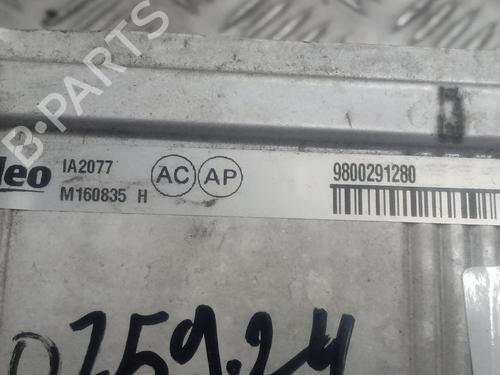 B-PARTS
IA2077
AC AP
9800291280
leo
M160835 H
0259.24